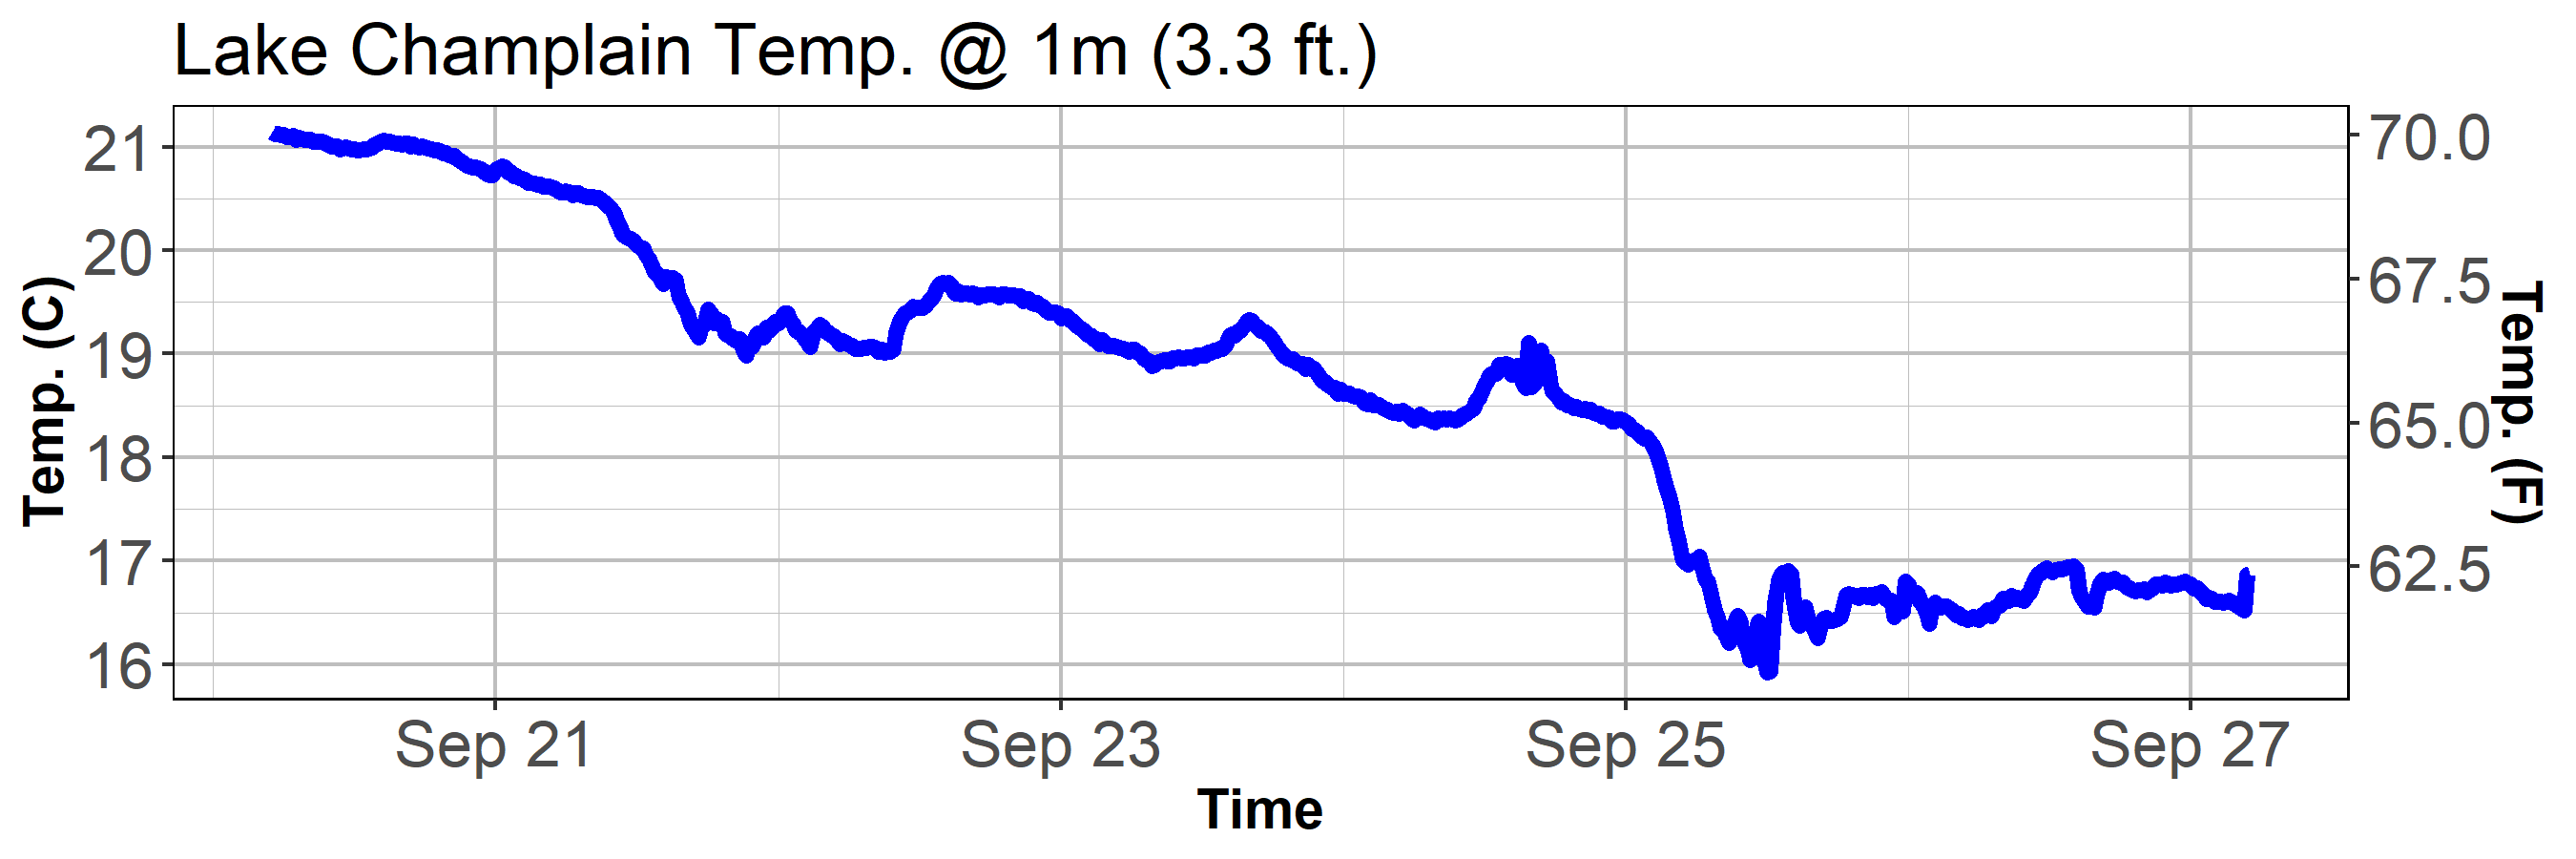 Lake Champlain Temp. @ 1m (3.3 ft.)
Temp. (C)
21
20
19
18
17
16
70.0
67.5
65.0
62.5
Temp. (F)
Sep 21 Sep 23 Sep 25 Sep 27
Time